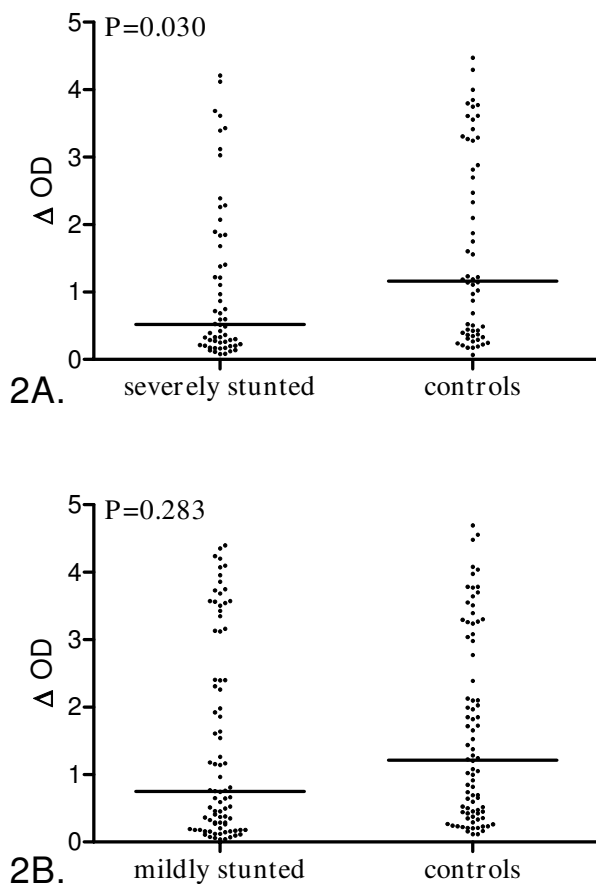 P=0.030
5
4
3
2
1
0
Δ OD
severely stunted controls
2A.
P=0.283
5
4
3
2
1
0
Δ OD
mildly stunted controls
2B.